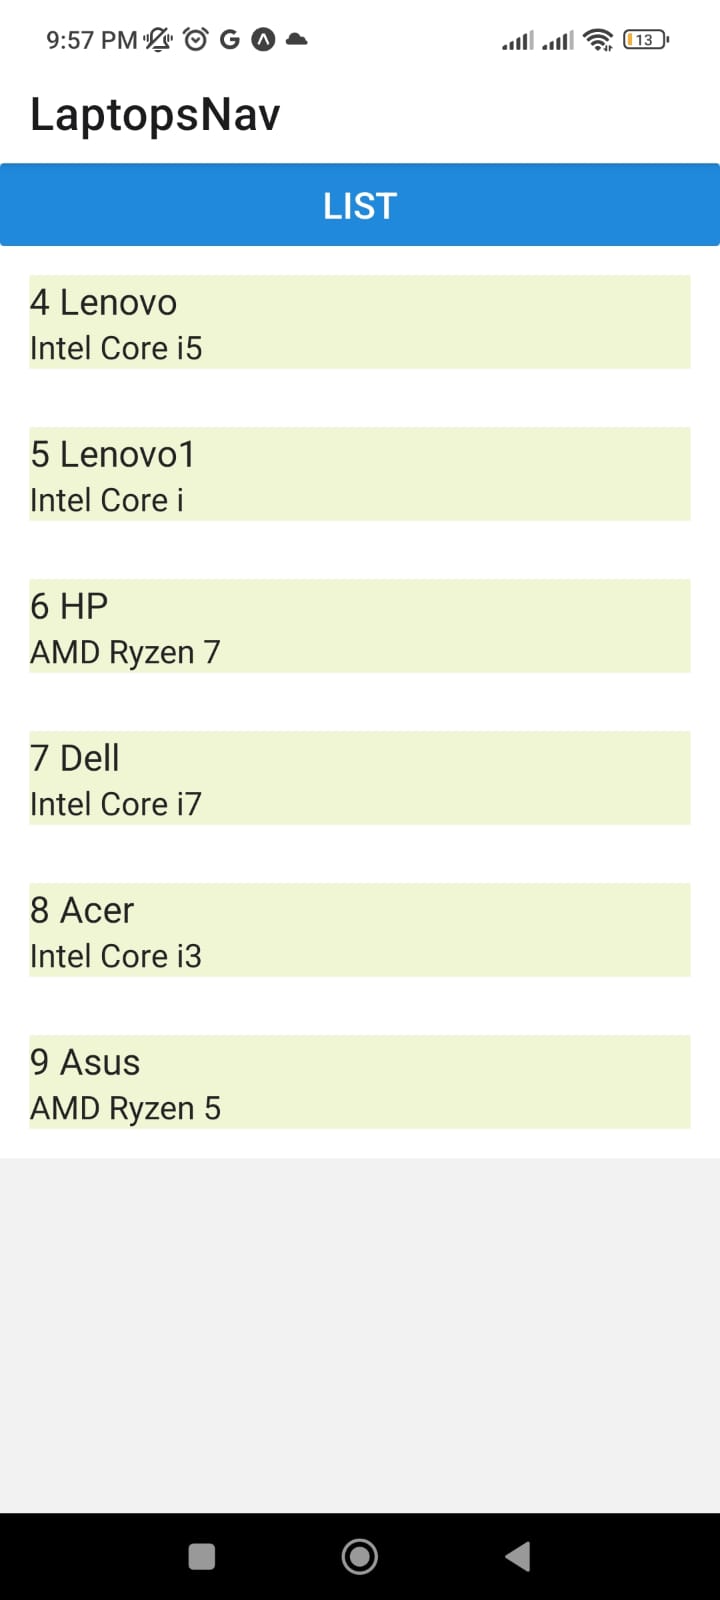 9:57 PM
13
LaptopsNav
LIST
4 Lenovo
Intel Core i5
5 Lenovo1
Intel Core i
6 HP
AMD Ryzen 7
7 Dell
Intel Core i7
8 Acer
Intel Core i3
9 Asus
AMD Ryzen 5